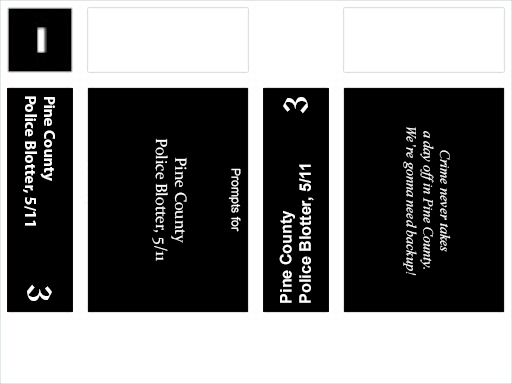 Pine County
Police Blotter, 5/11
3
Prompts for
Pine County
Police Blotter, 5/11
Pine County
Police Blotter, 5/11
3
Crime never takes
a day off in Pine County.
We're gonna need backup!